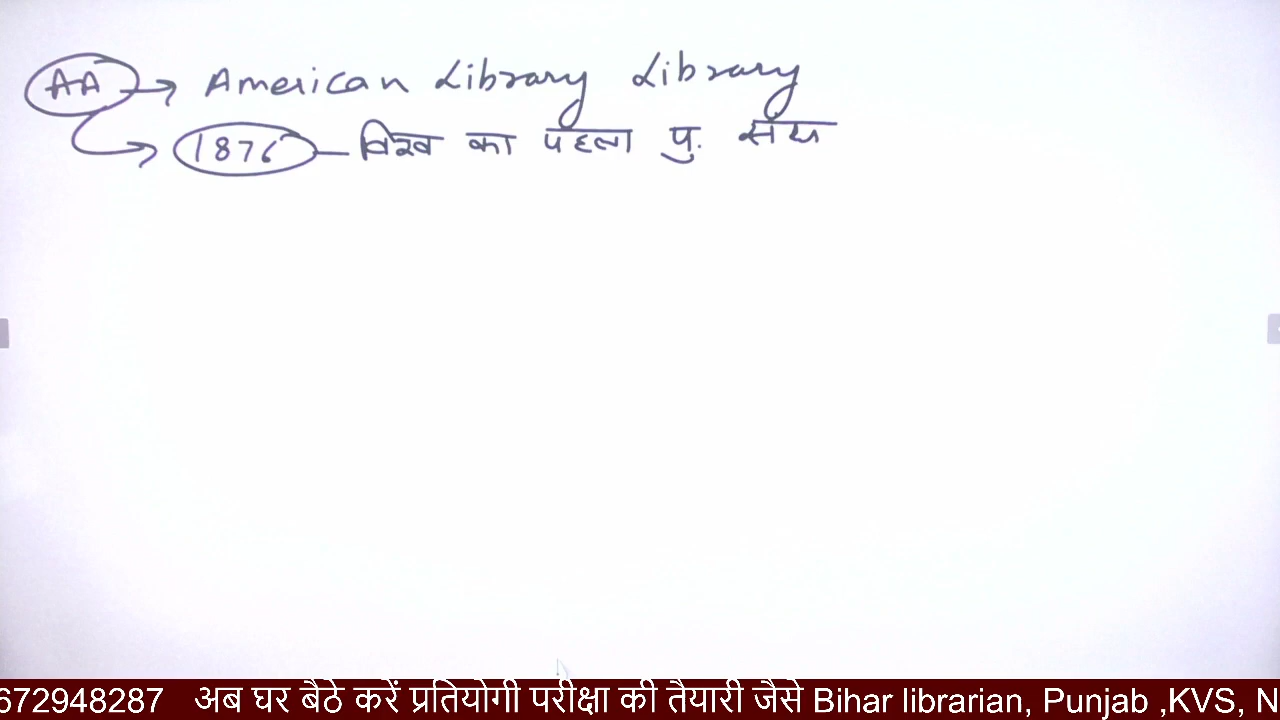 AA → American Library Library
→ 1876 – विश्व का पहला पु. संघ
672948287 अब घर बैठे करें प्रतियोगी परीक्षा की तैयारी जैसे Bihar librarian, Punjab ,KVS, N